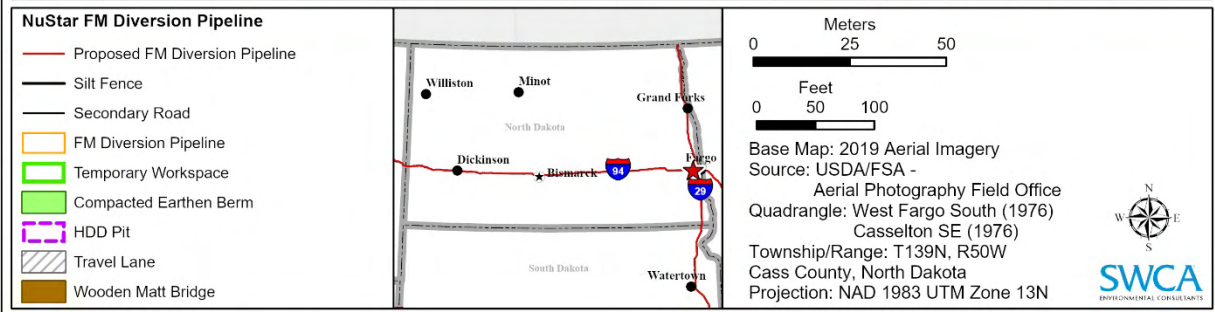 NuStar FM Diversion Pipeline
Proposed FM Diversion Pipeline
Silt Fence
Secondary Road
FM Diversion Pipeline
Temporary Workspace
Compacted Earthen Berm
HDD Pit
Travel Lane
Wooden Matt Bridge
Williston
Minot
Grand Forks
North Dakota
Dickinson
Bismarck
94
Fargo
29
South Dakota
Watertown
Meters
0 25 50
Feet
0 50 100
Base Map: 2019 Aerial Imagery
Source: USDA/FSA -
Aerial Photography Field Office
Quadrangle: West Fargo South (1976)
Casselton SE (1976)
Township/Range: T139N, R50W
Cass County, North Dakota
Projection: NAD 1983 UTM Zone 13N
N
W E
S
SWCA
ENVIRONMENTAL CONSULTANTS